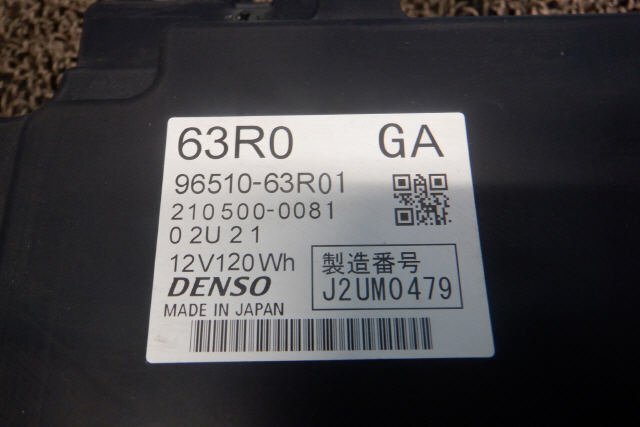 63R0 GA
96510-63R01
210500-0081
02U21
12V120Wh
DENSO
MADE IN JAPAN
製造番号
J2UM0479